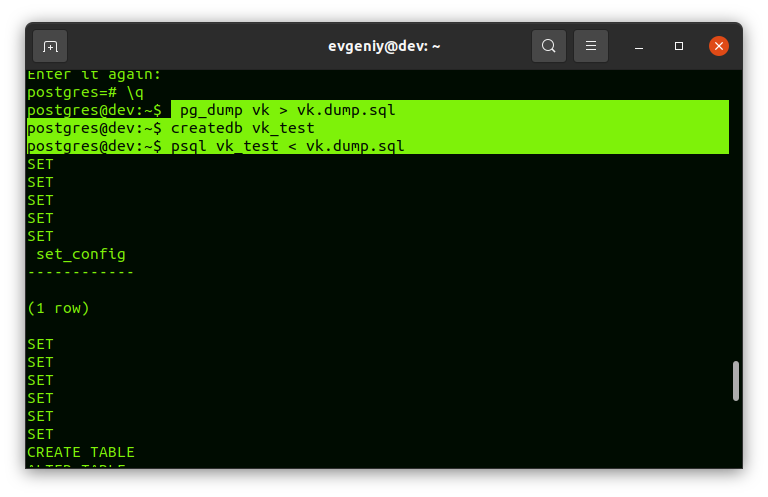 evgeniy@dev: ~
Enter it again:
postgres=# \q
postgres@dev:~$  pg_dump vk > vk.dump.sql
postgres@dev:~$ createdb vk_test
postgres@dev:~$ psql vk_test < vk.dump.sql
SET
SET
SET
SET
SET
 set_config
------------

(1 row)

SET
SET
SET
SET
SET
SET
CREATE TABLE
ALTER TABLE